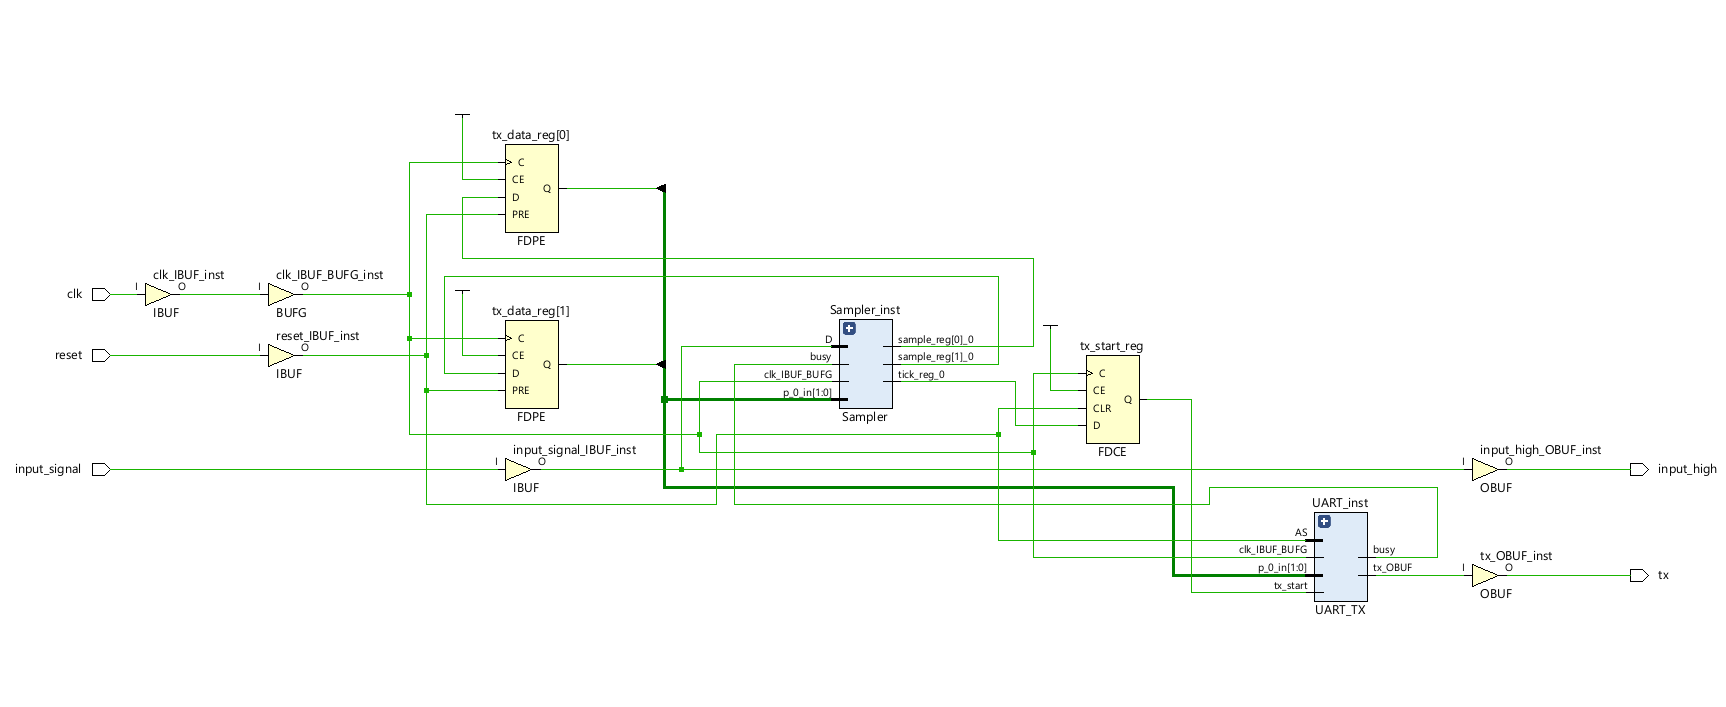 tx_data_reg[0]
C
CE
D
PRE
Q
FDPE
clk
I
clk_IBUF_inst
O
IBUF
I
clk_IBUF_BUFG_inst
O
BUFG
reset
I
reset_IBUF_inst
O
IBUF
tx_data_reg[1]
C
CE
D
PRE
Q
FDPE
Sampler_inst
D
busy
clk_IBUF_BUFG
p_0_in[1:0]
sample_reg[0]_0
sample_reg[1]_0
tick_reg_0
Sampler
tx_start_reg
C
CE
CLR
D
Q
FDCE
input_signal
I
input_signal_IBUF_inst
O
IBUF
I
input_high_OBUF_inst
O
OBUF
input_high
UART_inst
AS
clk_IBUF_BUFG
p_0_in[1:0]
tx_start
busy
tx_OBUF
UART_TX
I
tx_OBUF_inst
O
OBUF
tx